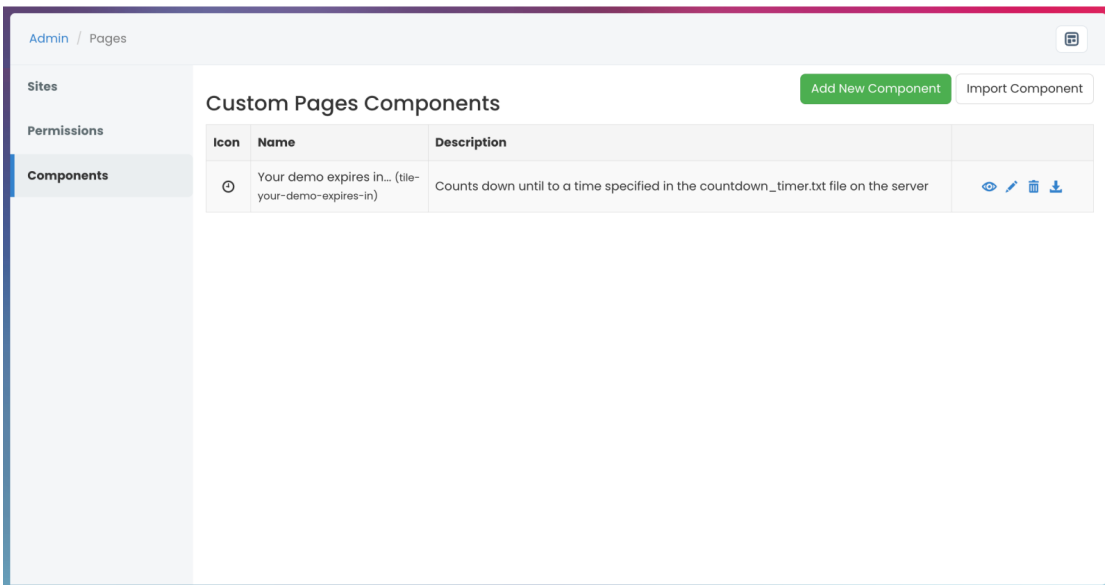 Admin / Pages
Sites
Permissions
Components
Custom Pages Components
Add New Component
Import Component
Icon Name Description
Your demo expires in... (tile-
your-demo-expires-in)
Counts down until to a time specified in the countdown_timer.txt file on the server